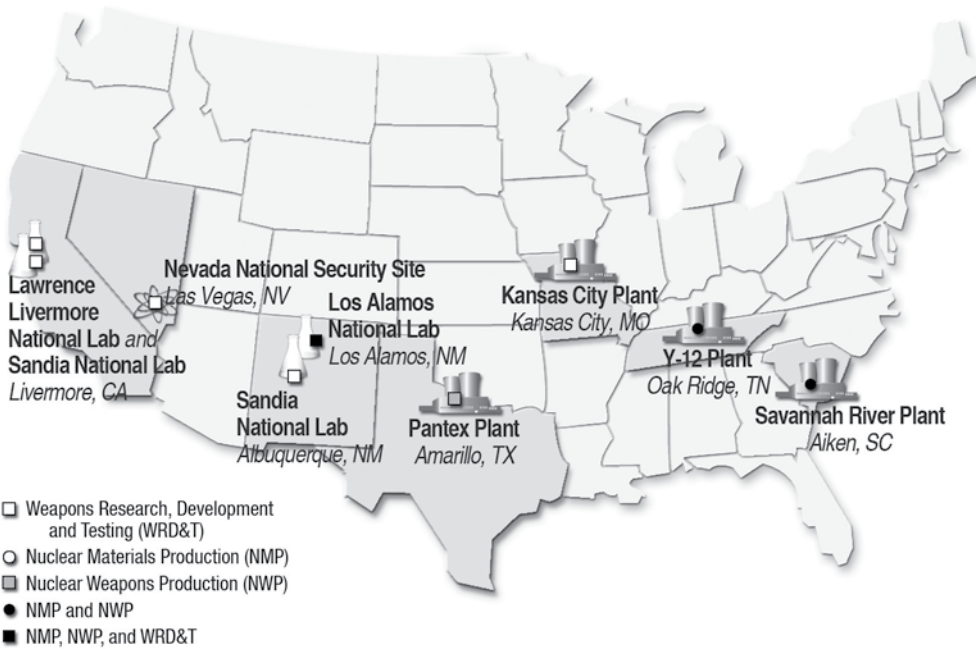 Nevada National Security Site
Las Vegas, NV
Lawrence
Livermore
National Lab and
Sandia National Lab
Livermore, CA
Los Alamos
National Lab
Los Alamos, NM
Sandia
National Lab
Albuquerque, NM
Kansas City Plant
Kansas City, MO
Pantex Plant
Amarillo, TX
Y-12 Plant
Oak Ridge, TN
Savannah River Plant
Aiken, SC
Weapons Research, Development
and Testing (WRD&T)
Nuclear Materials Production (NMP)
Nuclear Weapons Production (NWP)
NMP and NWP
NMP, NWP, and WRD&T